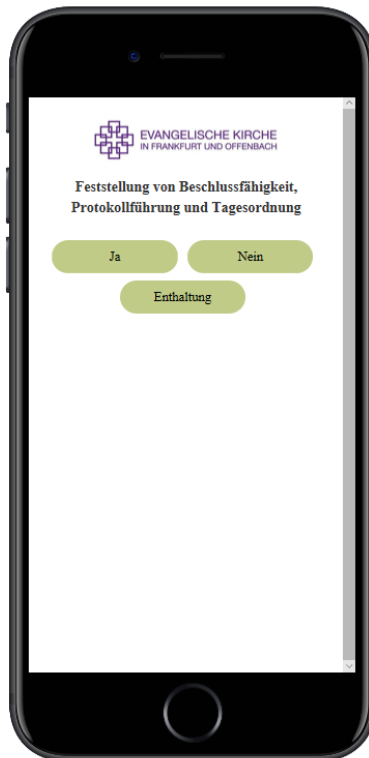 EVANGELISCHE KIRCHE
IN FRANKFURT UND OFFENBACH
Feststellung von Beschlussfähigkeit,
Protokollführung und Tagesordnung
Ja
Nein
Enthaltung